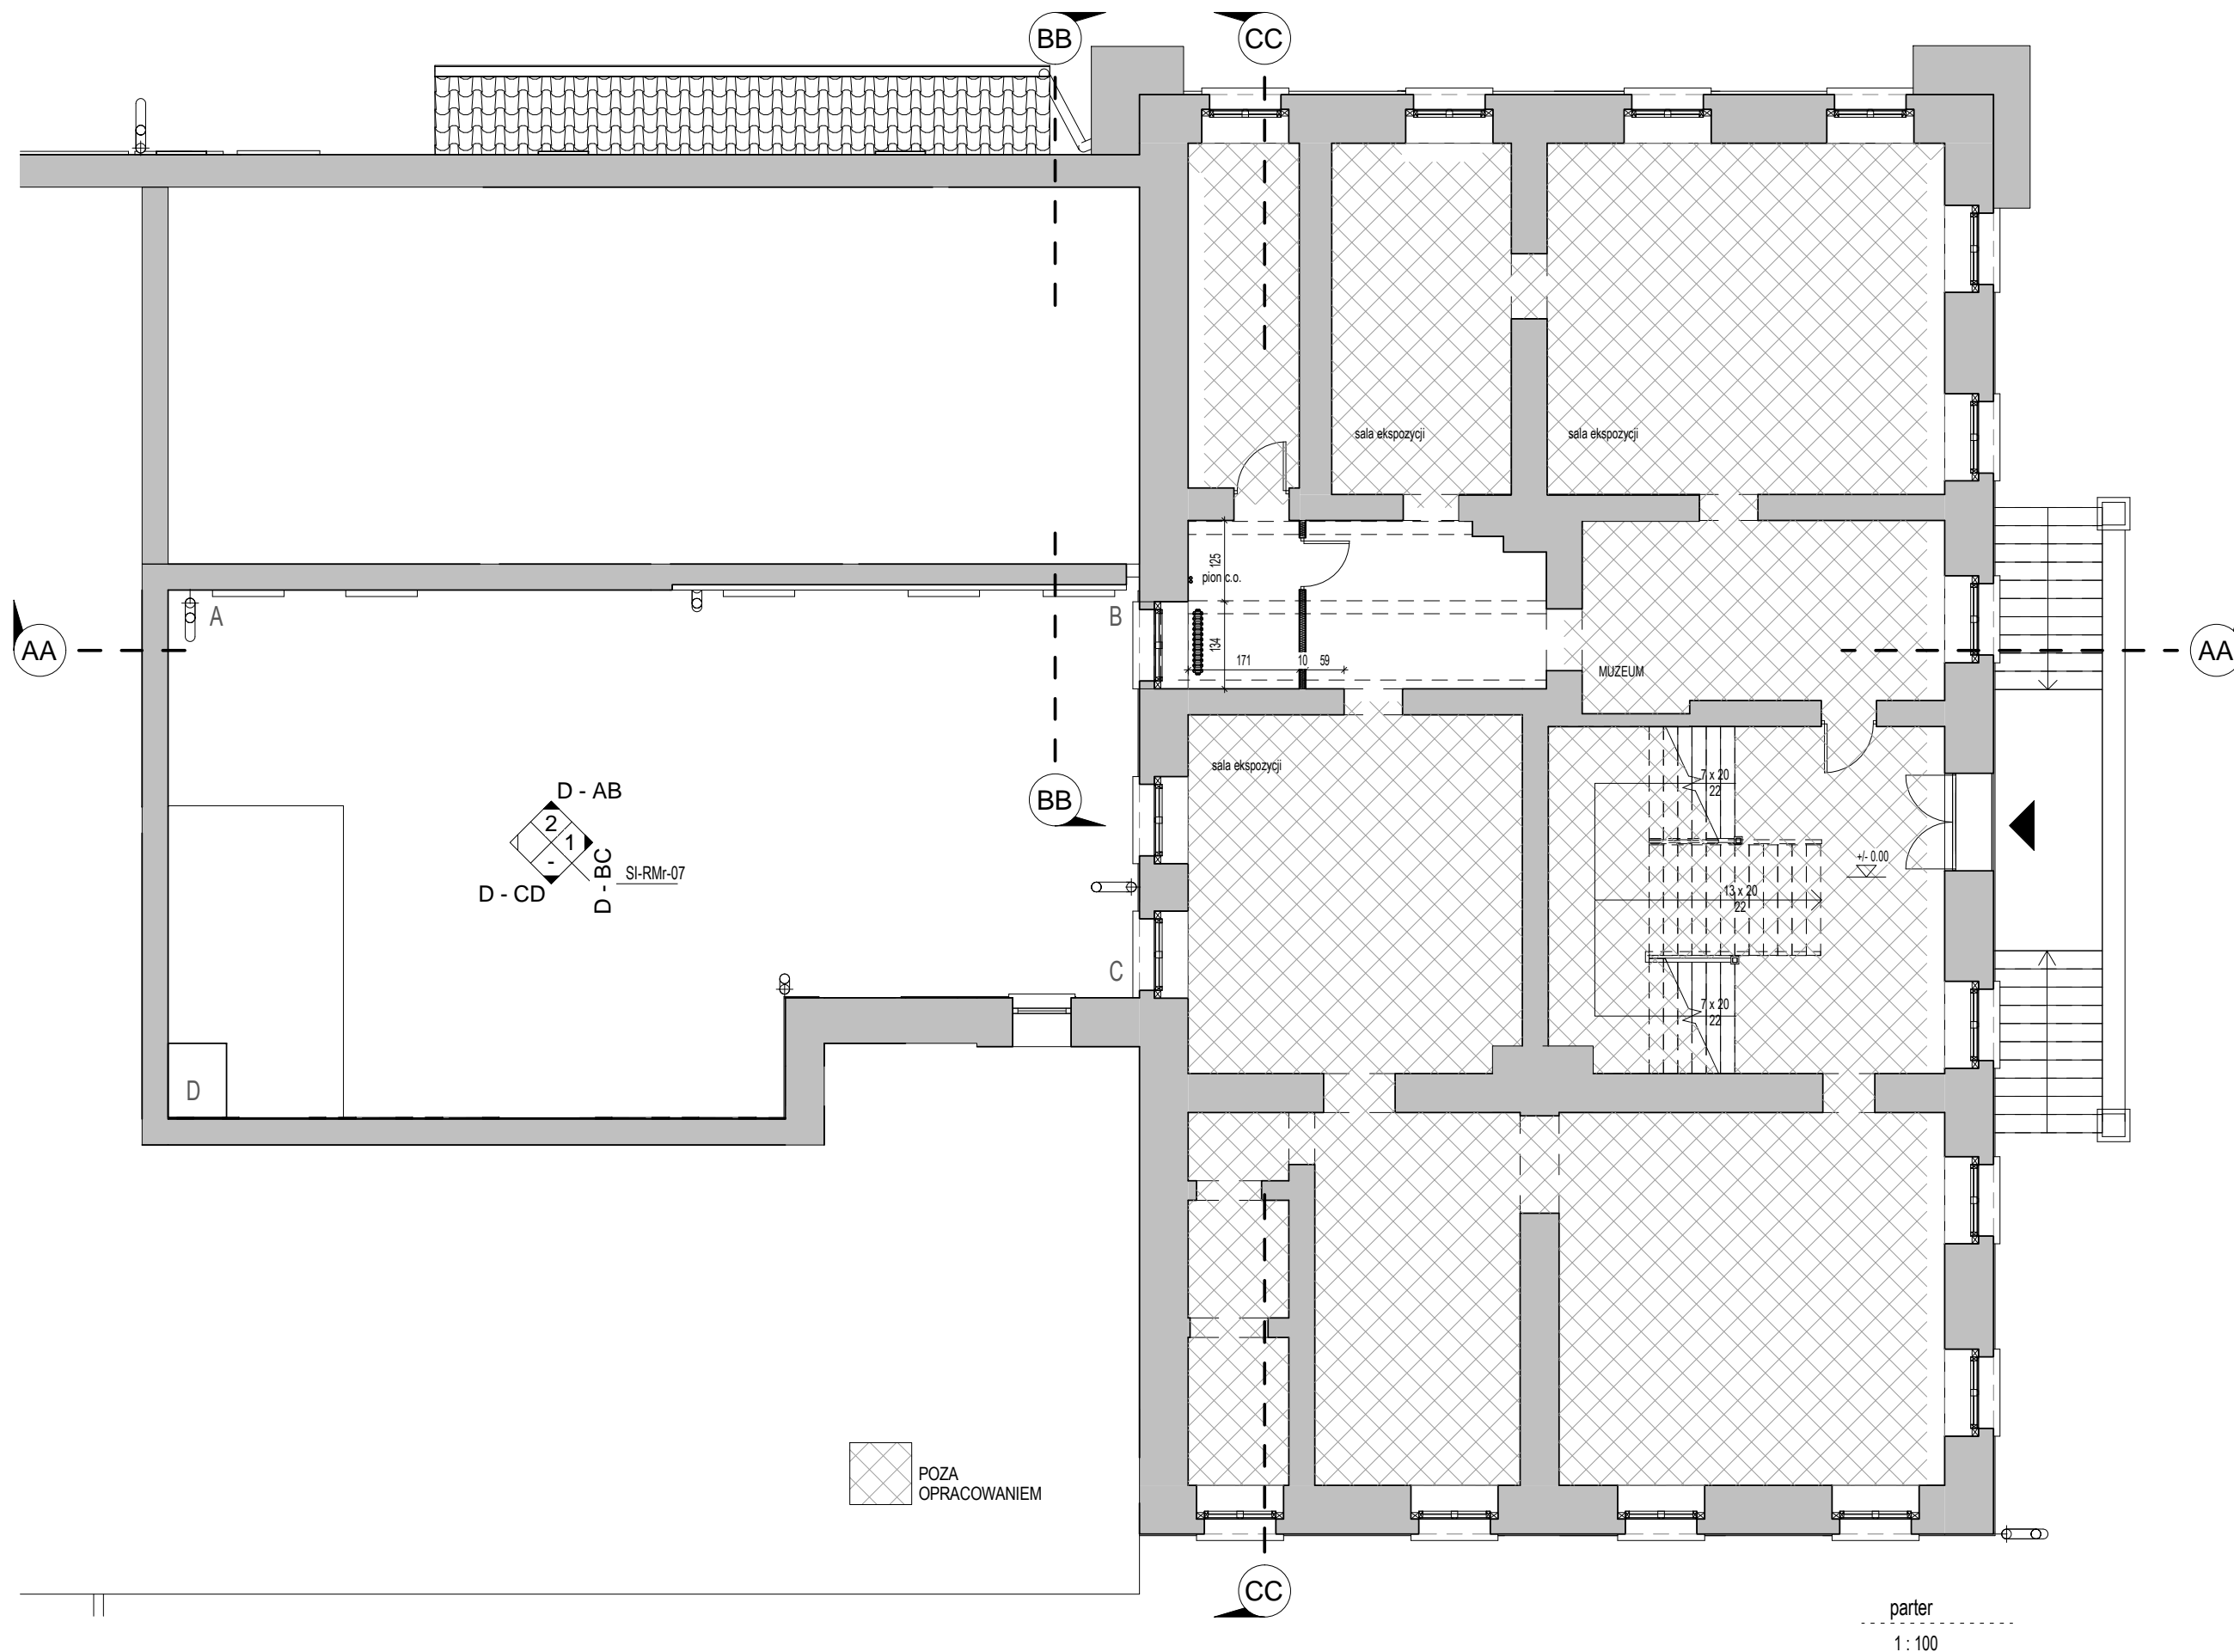 BB
CC
sala ekspozycji
sala ekspozycji
125
pion c.o.
A
B
134
AA
AA
171
10
59
MUZEUM
sala ekspozycji
7 x 20
22
D - AB
BB
2
1
-
D - BC
SI-RMr-07
D - CD
+/- 0.00
13 x 20
22
C
7 x 20
22
D
POZA
OPRACOWANIEM
CC
parter
1 : 100